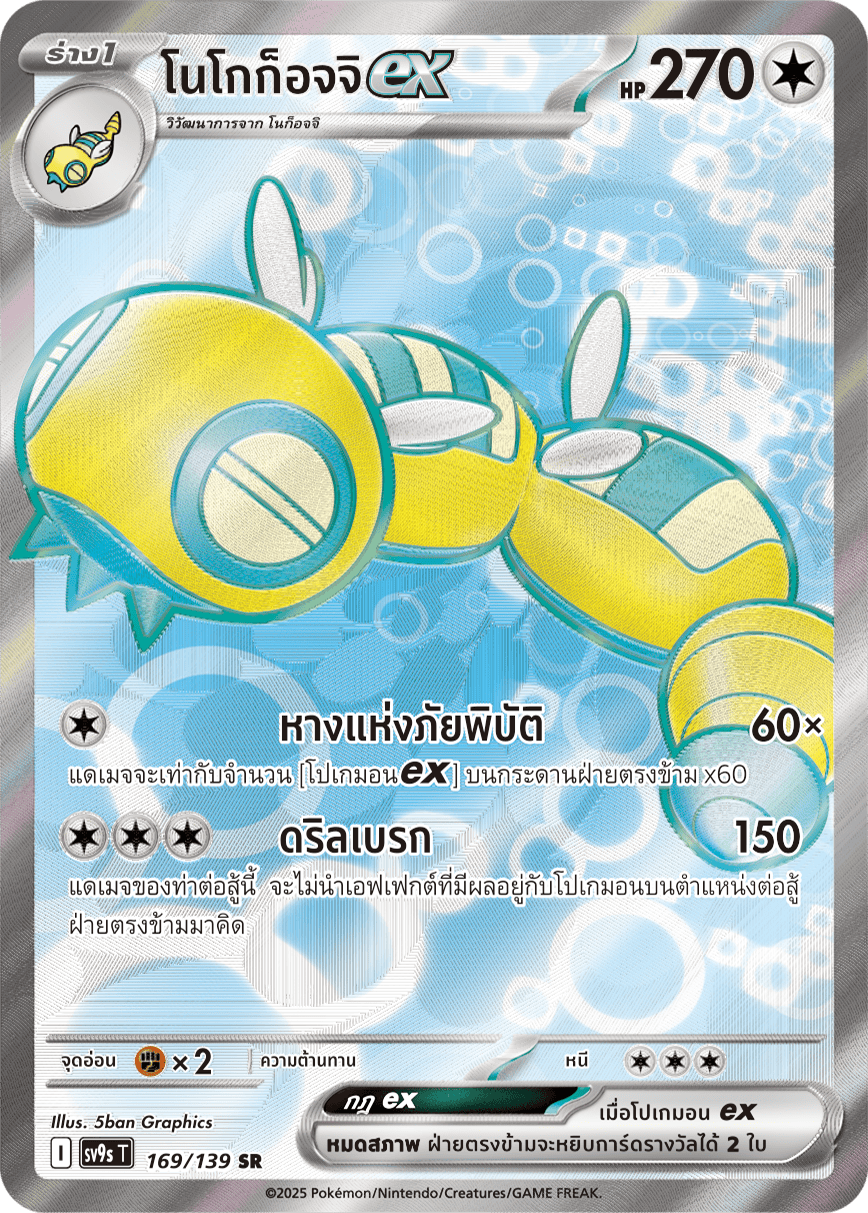 ร่าง1
โนโกก็อจจิ ex HP 270
วิวัฒนาการจาก โนก็อจจิ
หางแห่งภัยพิบัติ 60×
แดเมจจะเท่ากับจำนวน [โปเกมอน ex ] บนกระดานฝ่ายตรงข้าม x60
ดริลเบรก 150
แดเมจของท่าต่อสู้นี้ จะไม่นำเอฟเฟกต์ที่มีผลอยู่กับโปเกมอนบนตำแหน่งต่อสู้
ฝ่ายตรงข้ามมาคิด
จุดอ่อน × 2 ความต้านทาน หนี
กฎ ex เมื่อโปเกมอน ex
หมดสภาพ ฝ่ายตรงข้ามจะหยิบการ์ดรางวัลได้ 2 ใบ
Illus. 5ban Graphics
I sv9s T 169/139 SR
©2025 Pokémon/Nintendo/Creatures/GAME FREAK.